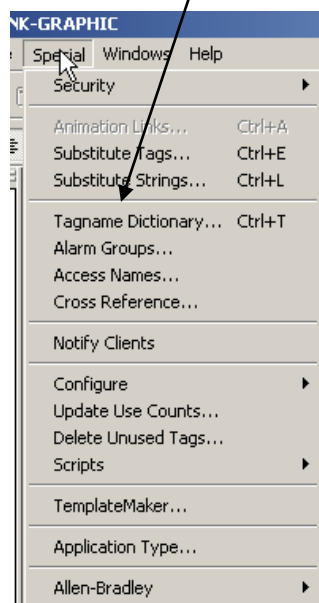 NK-GRAPHIC
Special Windows Help
Security
Animation Links... Ctrl+A
Substitute Tags... Ctrl+E
Substitute Strings... Ctrl+L
Tagname Dictionary... Ctrl+T
Alarm Groups...
Access Names...
Cross Reference...
Notify Clients
Configure
Update Use Counts...
Delete Unused Tags...
Scripts
TemplateMaker...
Application Type...
Allen-Bradley